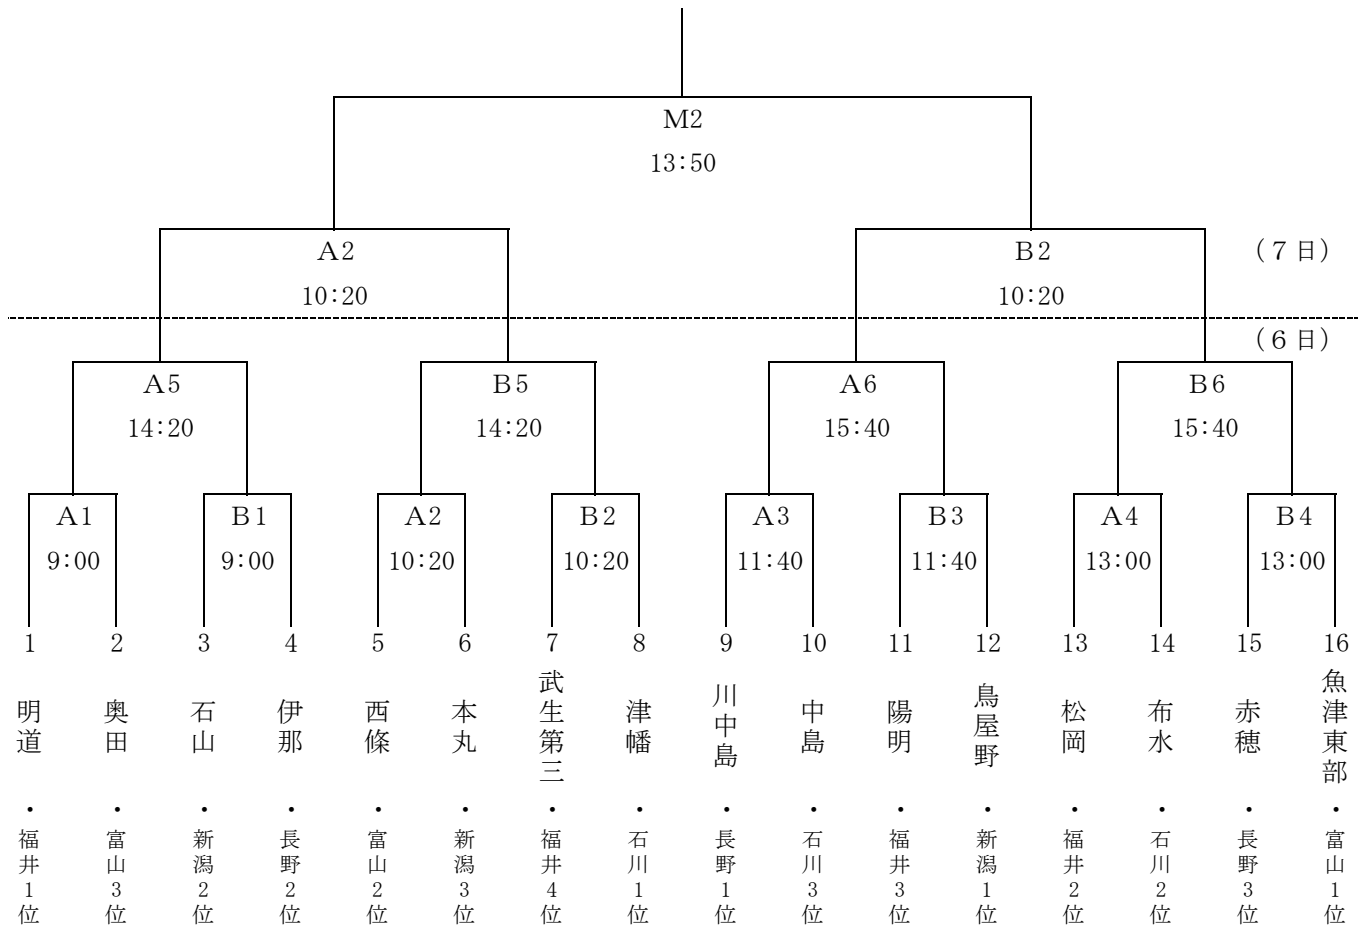 M2
13:50
A2
10:20
B2
10:20
(7日)
(6日)
A5
14:20
B5
14:20
A6
15:40
B6
15:40
A1
9:00
B1
9:00
A2
10:20
B2
10:20
A3
11:40
B3
11:40
A4
13:00
B4
13:00
1
明道・福井1位
2
奥田・富山3位
3
石山・新潟2位
4
伊那・長野2位
5
西條・富山2位
6
本丸・新潟3位
7
武生第三・福井4位
8
津幡・石川1位
9
川中島・長野1位
10
中島・石川3位
11
陽明・福井3位
12
鳥屋野・新潟1位
13
松岡・福井2位
14
布水・石川2位
15
赤穂・長野3位
16
魚津東部・富山1位